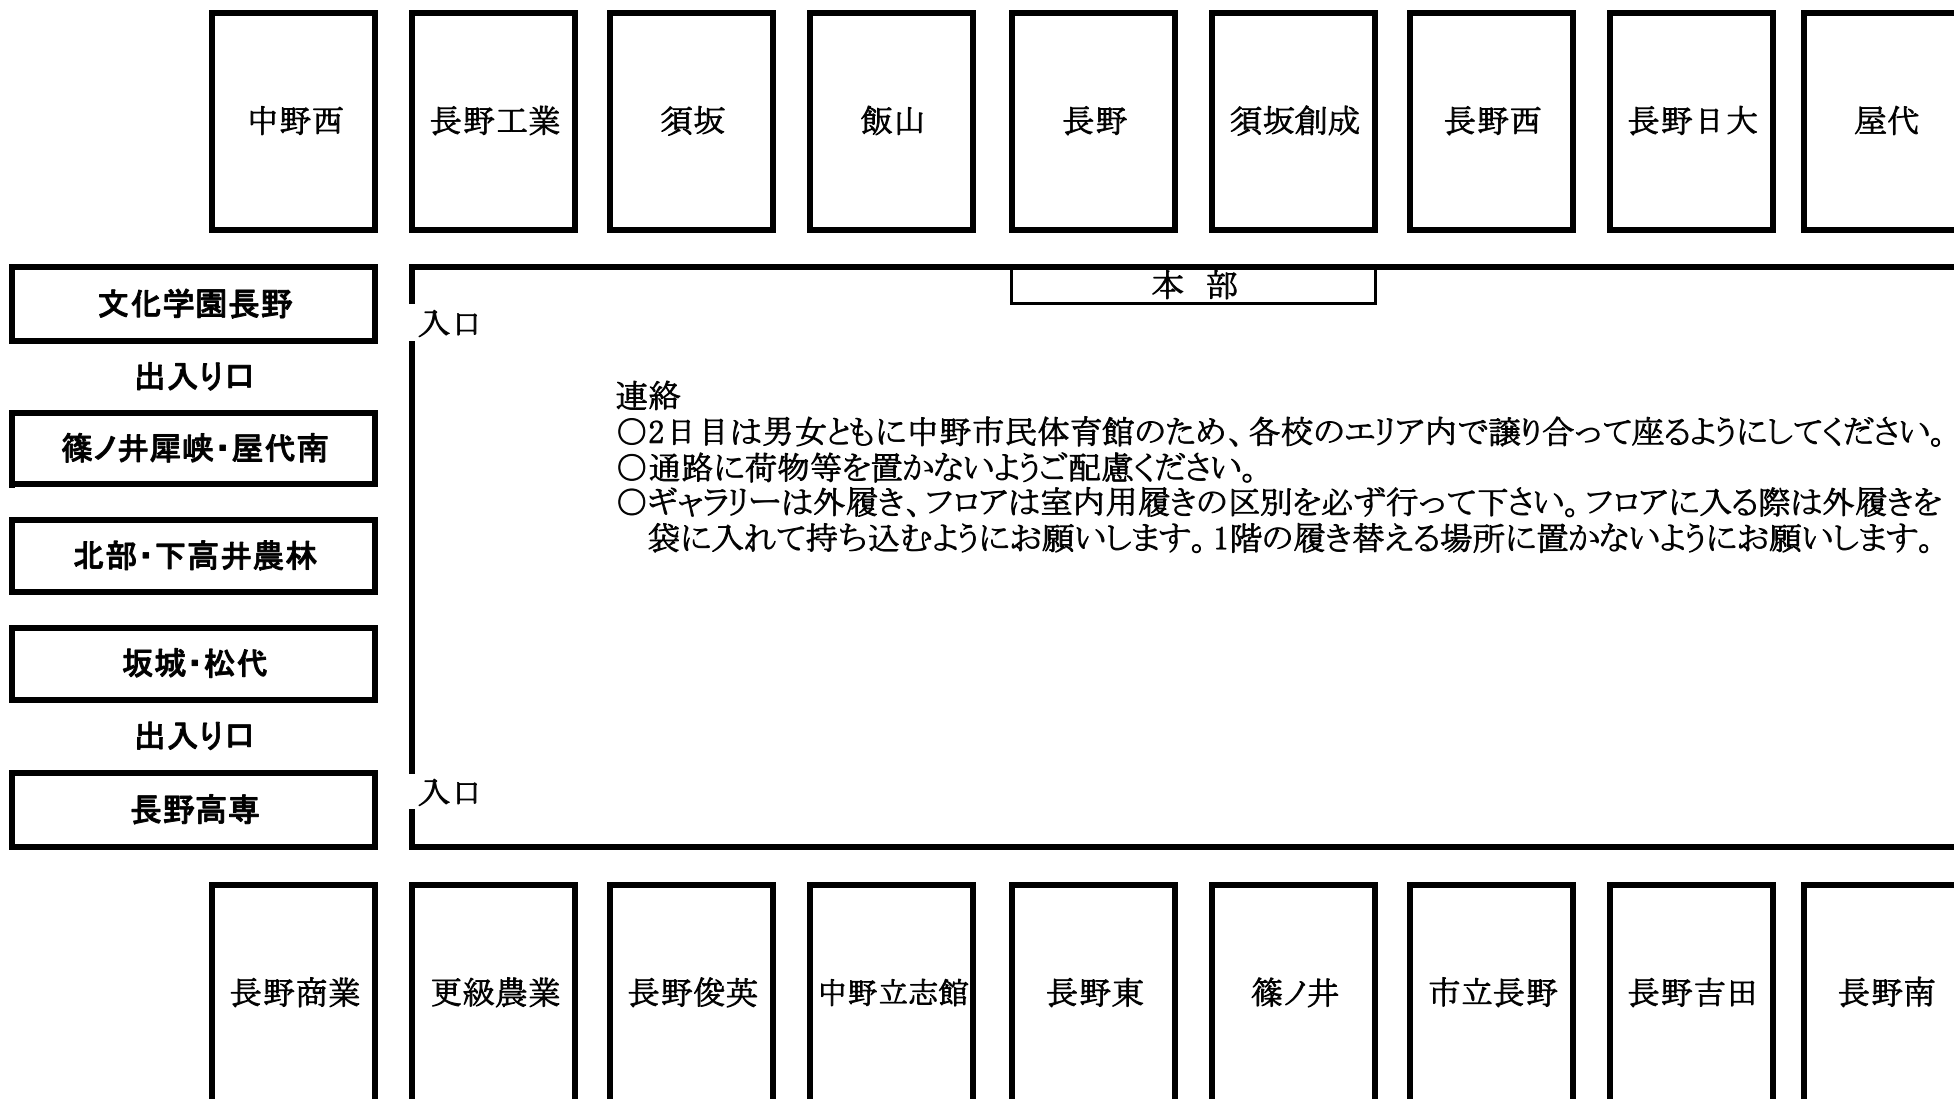 中野西
長野工業
須坂
飯山
長野
須坂創成
長野西
長野日大
屋代
本 部
文化学園長野
入口
出入り口
篠ノ井犀峡・屋代南
北部・下高井農林
坂城・松代
出入り口
入口
長野高専
連絡
○2日目は男女ともに中野市民体育館のため、各校のエリア内で譲り合って座るようにしてください。
○通路に荷物等を置かないようご配慮ください。
○ギャラリーは外履き、フロアは室内用履きの区別を必ず行って下さい。フロアに入る際は外履きを
袋に入れて持ち込むようにお願いします。1階の履き替える場所に置かないようにお願いします。
長野商業
更級農業
長野俊英
中野立志館
長野東
篠ノ井
市立長野
長野吉田
長野南